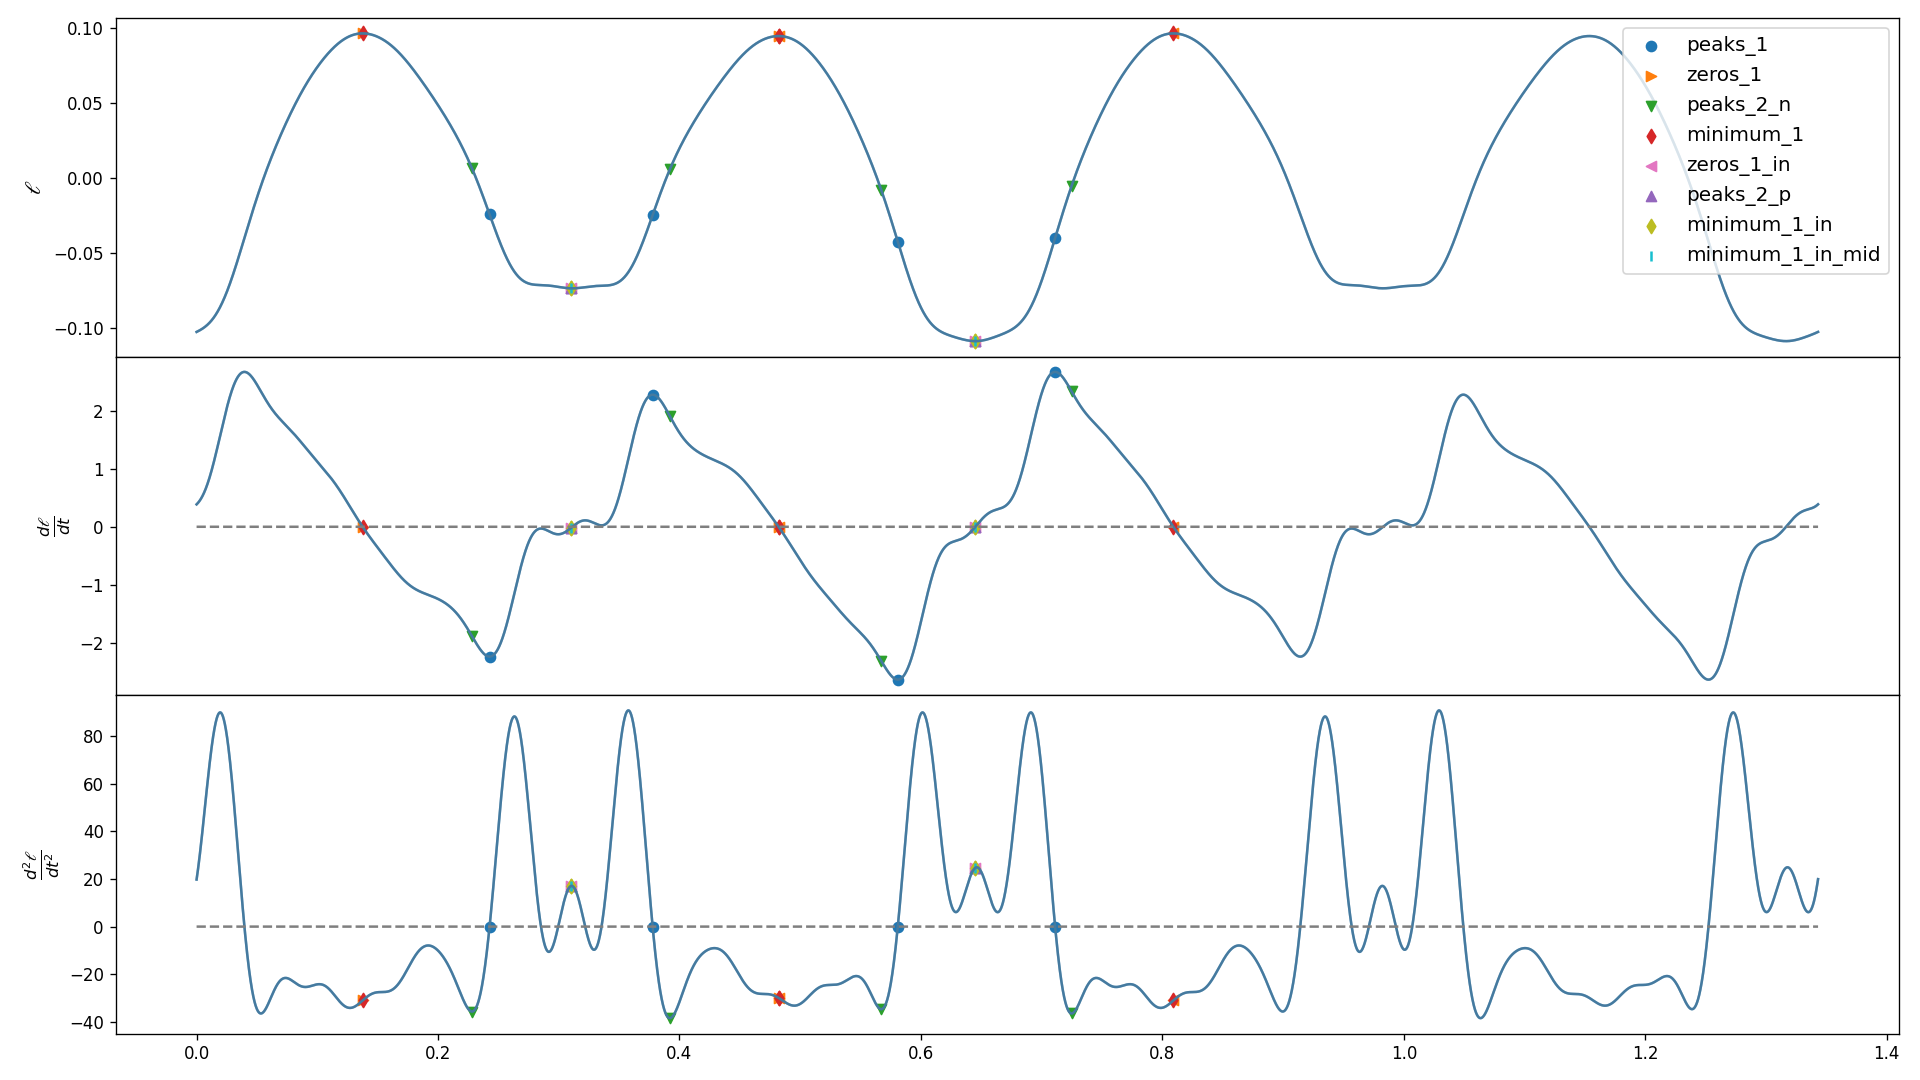 0.10
0.05
0.00
−0.05
−0.10
ℓ
peaks_1
zeros_1
peaks_2_n
minimum_1
zeros_1_in
peaks_2_p
minimum_1_in
minimum_1_in_mid
2
1
0
−1
−2
dℓ
dt
80
60
40
20
0
−20
−40
d²ℓ
dt²
0.0 0.2 0.4 0.6 0.8 1.0 1.2 1.4